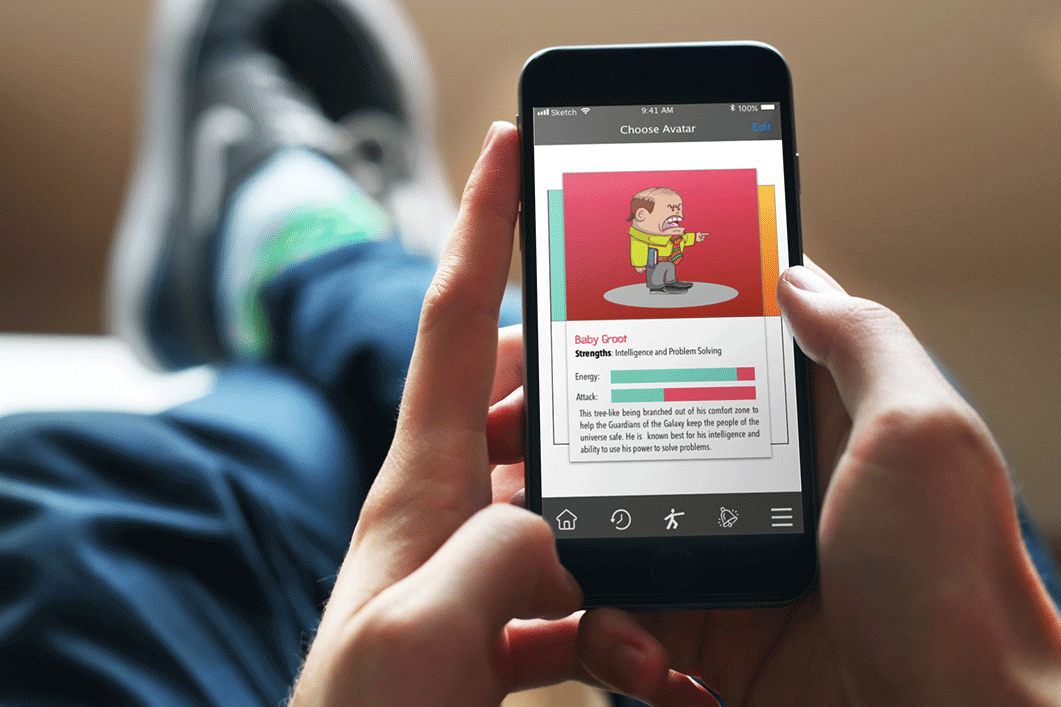 Sketch 9:41 AM 100%
Choose Avatar Edit
Baby Groot
Strengths: Intelligence and Problem Solving
Energy:
Attack:
This tree-like being branched out of his comfort zone to
help the Guardians of the Galaxy keep the people of the
universe safe. He is known best for his intelligence and
ability to use his power to solve problems.